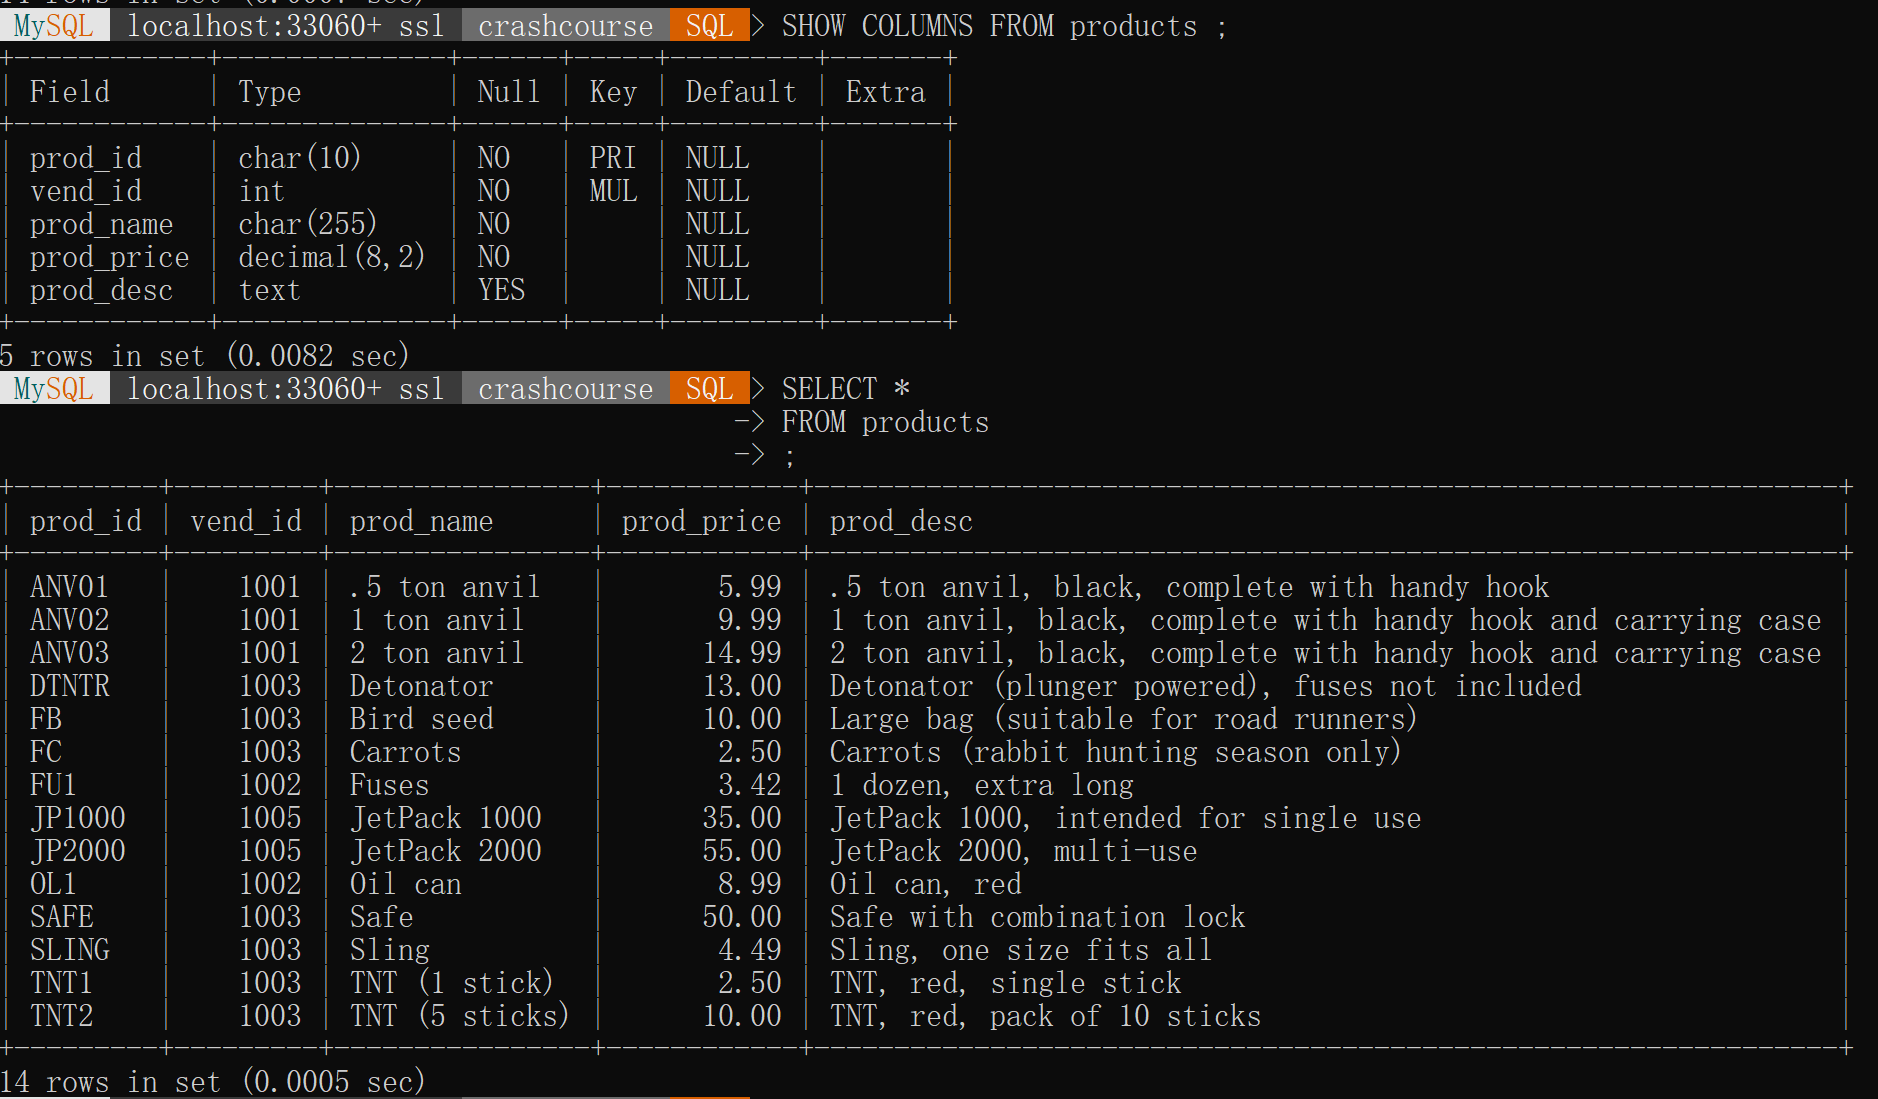 MySQL localhost:33060+ ssl crashcourse SQL > SHOW COLUMNS FROM products ;
+------------+--------------+------+-----+---------+-------+
| Field | Type | Null | Key | Default | Extra |
+------------+--------------+------+-----+---------+-------+
| prod_id | char(10) | NO | PRI | NULL | |
| vend_id | int | NO | MUL | NULL | |
| prod_name | char(255) | NO | | NULL | |
| prod_price | decimal(8,2) | NO | | NULL | |
| prod_desc | text | YES | | NULL | |
+------------+--------------+------+-----+---------+-------+
5 rows in set (0.0082 sec)
MySQL localhost:33060+ ssl crashcourse SQL > SELECT *
-> FROM products
-> ;
+---------+---------+----------------+------------+----------------------------------------------------------------+
| prod_id | vend_id | prod_name | prod_price | prod_desc |
+---------+---------+----------------+------------+----------------------------------------------------------------+
| ANV01 | 1001 | .5 ton anvil | 5.99 | .5 ton anvil, black, complete with handy hook |
| ANV02 | 1001 | 1 ton anvil | 9.99 | 1 ton anvil, black, complete with handy hook and carrying case |
| ANV03 | 1001 | 2 ton anvil | 14.99 | 2 ton anvil, black, complete with handy hook and carrying case |
| DTNTR | 1003 | Detonator | 13.00 | Detonator (plunger powered), fuses not included |
| FB | 1003 | Bird seed | 10.00 | Large bag (suitable for road runners) |
| FC | 1003 | Carrots | 2.50 | Carrots (rabbit hunting season only) |
| FU1 | 1002 | Fuses | 3.42 | 1 dozen, extra long |
| JP1000 | 1005 | JetPack 1000 | 35.00 | JetPack 1000, intended for single use |
| JP2000 | 1005 | JetPack 2000 | 55.00 | JetPack 2000, multi-use |
| OL1 | 1002 | Oil can | 8.99 | Oil can, red |
| SAFE | 1003 | Safe | 50.00 | Safe with combination lock |
| SLING | 1003 | Sling | 4.49 | Sling, one size fits all |
| TNT1 | 1003 | TNT (1 stick) | 2.50 | TNT, red, single stick |
| TNT2 | 1003 | TNT (5 sticks) | 10.00 | TNT, red, pack of 10 sticks |
+---------+---------+----------------+------------+----------------------------------------------------------------+
14 rows in set (0.0005 sec)